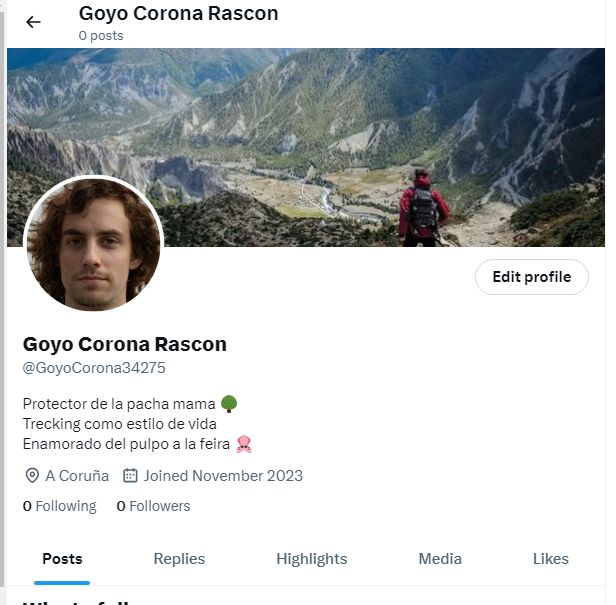 Goyo Corona Rascon
0 posts
Edit profile
Goyo Corona Rascon
@GoyoCorona34275
Protector de la pacha mama 🌳
Trecking como estilo de vida
Enamorado del pulpo a la feira 🦑
A Coruña Joined November 2023
0 Following 0 Followers
Posts Replies Highlights Media Likes